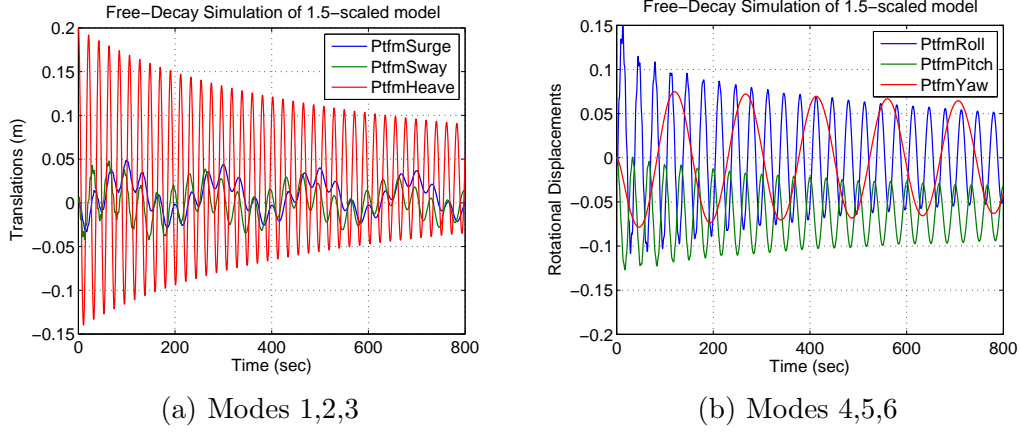 Free−Decay Simulation of 1.5−scaled model
Translations (m)
0.2
0.15
0.1
0.05
0
−0.05
−0.1
−0.15
0
200
400
600
800
Time (sec)
PtfmSurge
PtfmSway
PtfmHeave
(a) Modes 1,2,3
Free−Decay Simulation of 1.5−scaled model
Rotational Displacements
0.15
0.1
0.05
0
−0.05
−0.1
−0.15
−0.2
0
200
400
600
800
Time (sec)
PtfmRoll
PtfmPitch
PtfmYaw
(b) Modes 4,5,6